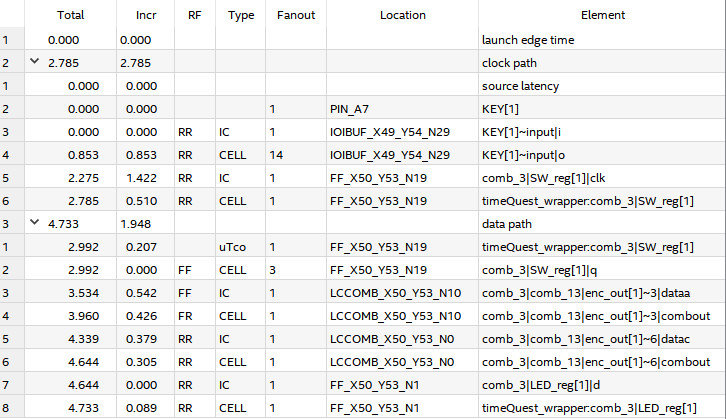 Total Incr RF Type Fanout Location Element
1 0.000 0.000 launch edge time
2 2.785 2.785 clock path
1 0.000 0.000 source latency
2 0.000 0.000 1 PIN_A7 KEY[1]
3 0.000 0.000 RR IC 1 IOIBUF_X49_Y54_N29 KEY[1]~input|i
4 0.853 0.853 RR CELL 14 IOIBUF_X49_Y54_N29 KEY[1]~input|o
5 2.275 1.422 RR IC 1 FF_X50_Y53_N19 comb_3|SW_reg[1]|clk
6 2.785 0.510 RR CELL 1 FF_X50_Y53_N19 timeQuest_wrapper:comb_3|SW_reg[1]
3 4.733 1.948 data path
1 2.992 0.207 uTco 1 FF_X50_Y53_N19 timeQuest_wrapper:comb_3|SW_reg[1]
2 2.992 0.000 FF CELL 3 FF_X50_Y53_N19 comb_3|SW_reg[1]|q
3 3.534 0.542 FF IC 1 LCCOMB_X50_Y53_N10 comb_3|comb_13|enc_out[1]~3|dataa
4 3.960 0.426 FR CELL 1 LCCOMB_X50_Y53_N10 comb_3|comb_13|enc_out[1]~3|combout
5 4.339 0.379 RR IC 1 LCCOMB_X50_Y53_N0 comb_3|comb_13|enc_out[1]~6|datac
6 4.644 0.305 RR CELL 1 LCCOMB_X50_Y53_N0 comb_3|comb_13|enc_out[1]~6|combout
7 4.644 0.000 RR IC 1 FF_X50_Y53_N1 comb_3|LED_reg[1]|d
8 4.733 0.089 RR CELL 1 FF_X50_Y53_N1 timeQuest_wrapper:comb_3|LED_reg[1]